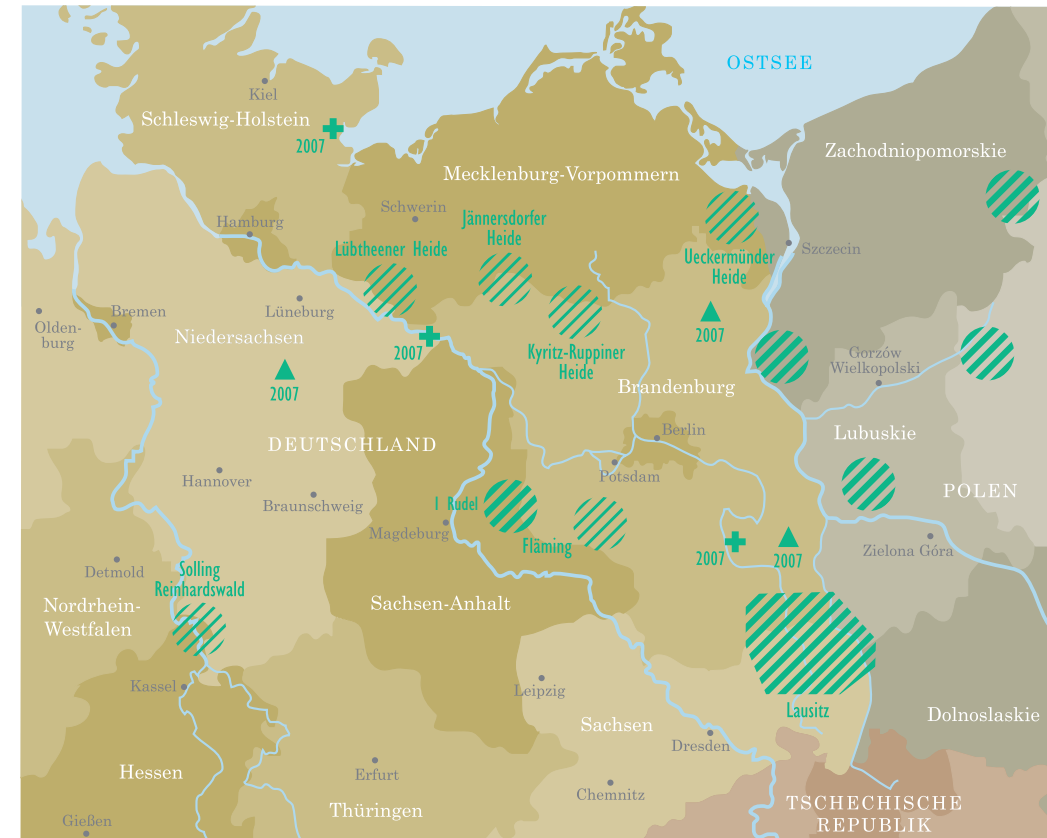 OSTSEE
Kiel
Schleswig-Holstein
2007
Zachodniopomorskie
Mecklenburg-Vorpommern
Schwerin
Jännersdorfer
Heide
Hamburg
Lübtheener Heide
Ueckermünder
Heide
Szczecin
Bremen
Lüneburg
Olden-
burg
Niedersachsen
2007
2007
Kyritz-Ruppiner
Heide
2007
Gorzów
Wielkopolski
2007
Brandenburg
Berlin
Lubuskie
DEUTSCHLAND
Potsdam
Hannover
Braunschweig
1 Rudel
POLEN
Magdeburg
Fläming
2007
2007
Zielona Góra
Detmold
Solling
Reinhardswald
Nordrhein-
Westfalen
Sachsen-Anhalt
Kassel
Leipzig
Lausitz
Sachsen
Dolnoslaskie
Dresden
Hessen
Erfurt
Chemnitz
Thüringen
TSCHECHISCHE
REPUBLIK
Gießen